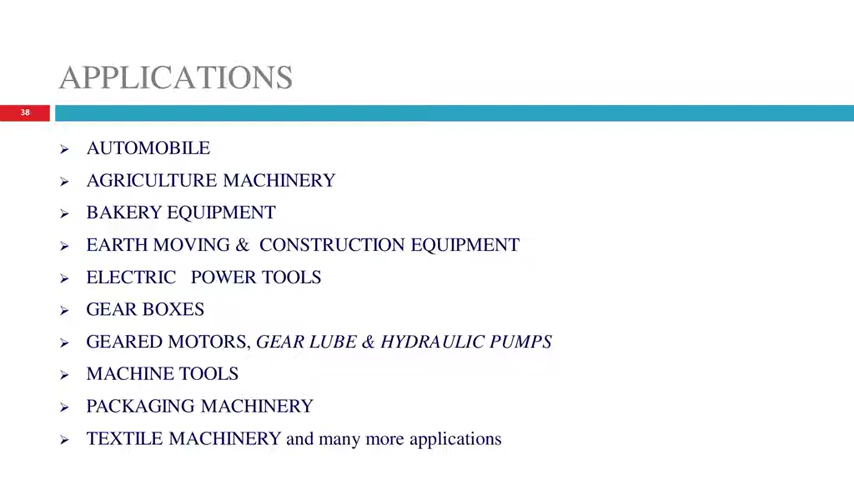 APPLICATIONS
38
AUTOMOBILE
AGRICULTURE MACHINERY
BAKERY EQUIPMENT
EARTH MOVING & CONSTRUCTION EQUIPMENT
ELECTRIC POWER TOOLS
GEAR BOXES
GEARED MOTORS, GEAR LUBE & HYDRAULIC PUMPS
MACHINE TOOLS
PACKAGING MACHINERY
TEXTILE MACHINERY and many more applications